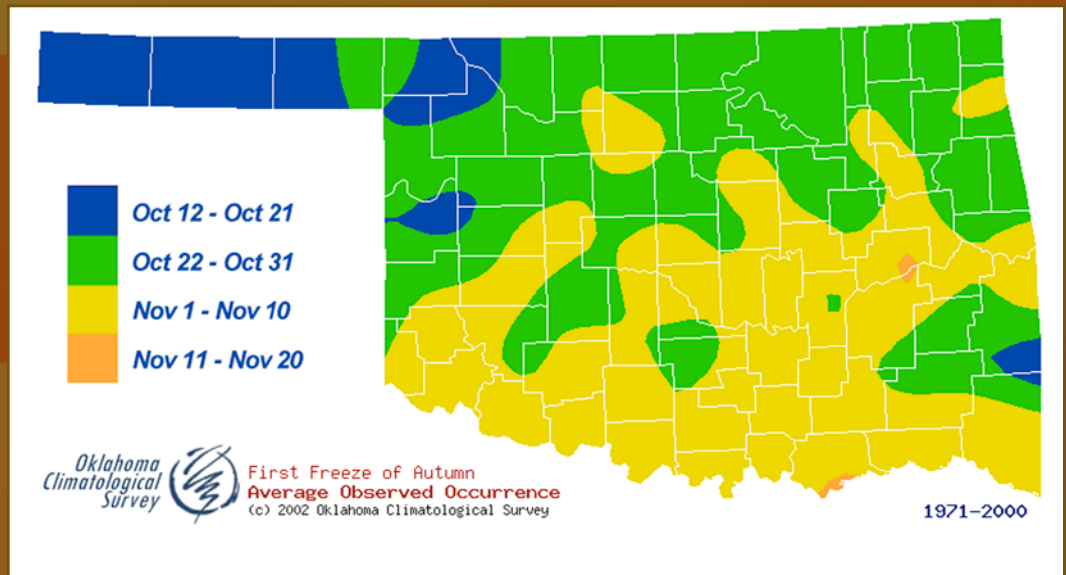 Oct 12 - Oct 21
Oct 22 - Oct 31
Nov 1 - Nov 10
Nov 11 - Nov 20
Oklahoma
Climatological
Survey
First Freeze of Autumn
Average Observed Occurrence
(c) 2002 Oklahoma Climatological Survey
1971-2000